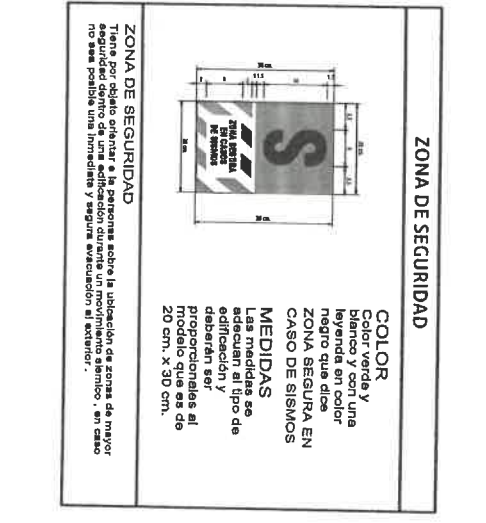 ZONA DE SEGURIDAD
COLOR
Color verde y
blanco y con una
leyenda en color
negro que dice
ZONA SEGURA EN
CASO DE SISMOS
MEDIDAS
Las medidas se
adecuan al tipo de
edificación y
deberán ser
proporcionales al
modelo que es de
20 cm. x 30 cm.
S
ZONA SEGURA
EN CASOS
DE SISMOS
20 cm.
30 cm.
ZONA DE SEGURIDAD
Tiene por objeto orientar a la personas sobre la ubicación de zonas de mayor
seguridad dentro de una edificación durante un movimiento sísmico , en caso
no sea posible una inmediata y segura evacuación al exterior .